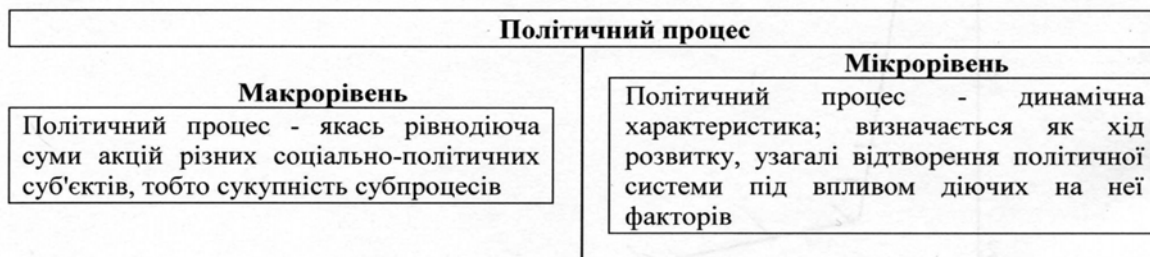 Політичний процес
Макрорівень
Політичний процес - якась рівнодіюча
суми акцій різних соціально-політичних
суб'єктів, тобто сукупність субпроцесів
Мікрорівень
Політичний процес - динамічна
характеристика; визначається як хід
розвитку, узагалі відтворення політичної
системи під впливом діючих на неї
факторів